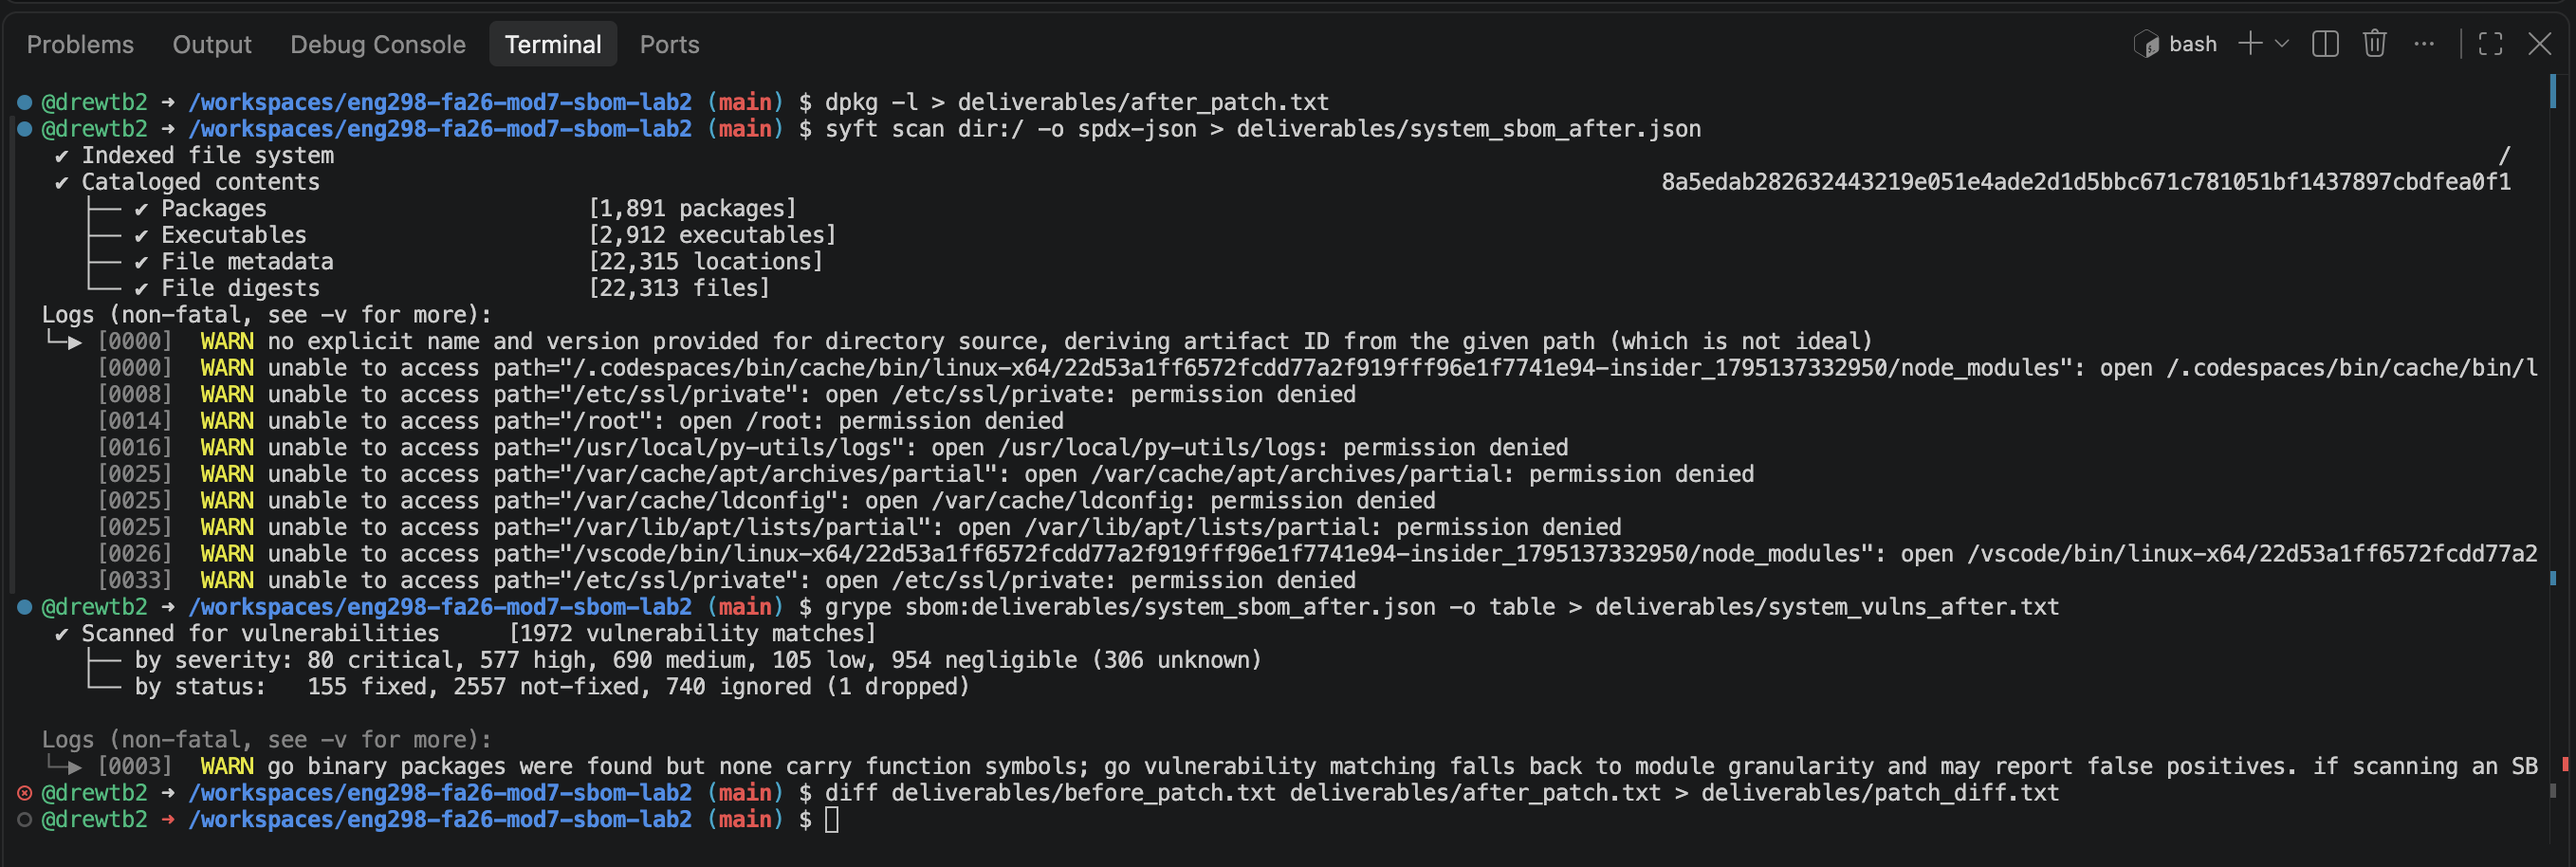 Problems Output Debug Console Terminal Ports bash
@drewtb2 → /workspaces/eng298-fa26-mod7-sbom-lab2 (main) $ dpkg -l > deliverables/after_patch.txt
@drewtb2 → /workspaces/eng298-fa26-mod7-sbom-lab2 (main) $ syft scan dir:/ -o spdx-json > deliverables/system_sbom_after.json
✔ Indexed file system /
✔ Cataloged contents 8a5edab282632443219e051e4ade2d1d5bbc671c781051bf1437897cbdfea0f1
├── ✔ Packages [1,891 packages]
├── ✔ Executables [2,912 executables]
├── ✔ File metadata [22,315 locations]
└── ✔ File digests [22,313 files]
Logs (non-fatal, see -v for more):
└─▶ [0000] WARN no explicit name and version provided for directory source, deriving artifact ID from the given path (which is not ideal)
[0000] WARN unable to access path="/.codespaces/bin/cache/bin/linux-x64/22d53a1ff6572fcdd77a2f919fff96e1f7741e94-insider_1795137332950/node_modules": open /.codespaces/bin/cache/bin/l
[0008] WARN unable to access path="/etc/ssl/private": open /etc/ssl/private: permission denied
[0014] WARN unable to access path="/root": open /root: permission denied
[0016] WARN unable to access path="/usr/local/py-utils/logs": open /usr/local/py-utils/logs: permission denied
[0025] WARN unable to access path="/var/cache/apt/archives/partial": open /var/cache/apt/archives/partial: permission denied
[0025] WARN unable to access path="/var/cache/ldconfig": open /var/cache/ldconfig: permission denied
[0025] WARN unable to access path="/var/lib/apt/lists/partial": open /var/lib/apt/lists/partial: permission denied
[0026] WARN unable to access path="/vscode/bin/linux-x64/22d53a1ff6572fcdd77a2f919fff96e1f7741e94-insider_1795137332950/node_modules": open /vscode/bin/linux-x64/22d53a1ff6572fcdd77a2
[0033] WARN unable to access path="/etc/ssl/private": open /etc/ssl/private: permission denied
@drewtb2 → /workspaces/eng298-fa26-mod7-sbom-lab2 (main) $ grype sbom:deliverables/system_sbom_after.json -o table > deliverables/system_vulns_after.txt
✔ Scanned for vulnerabilities [1972 vulnerability matches]
├── by severity: 80 critical, 577 high, 690 medium, 105 low, 954 negligible (306 unknown)
└── by status: 155 fixed, 2557 not-fixed, 740 ignored (1 dropped)
Logs (non-fatal, see -v for more):
└─▶ [0003] WARN go binary packages were found but none carry function symbols; go vulnerability matching falls back to module granularity and may report false positives. if scanning an SB
@drewtb2 → /workspaces/eng298-fa26-mod7-sbom-lab2 (main) $ diff deliverables/before_patch.txt deliverables/after_patch.txt > deliverables/patch_diff.txt
@drewtb2 → /workspaces/eng298-fa26-mod7-sbom-lab2 (main) $